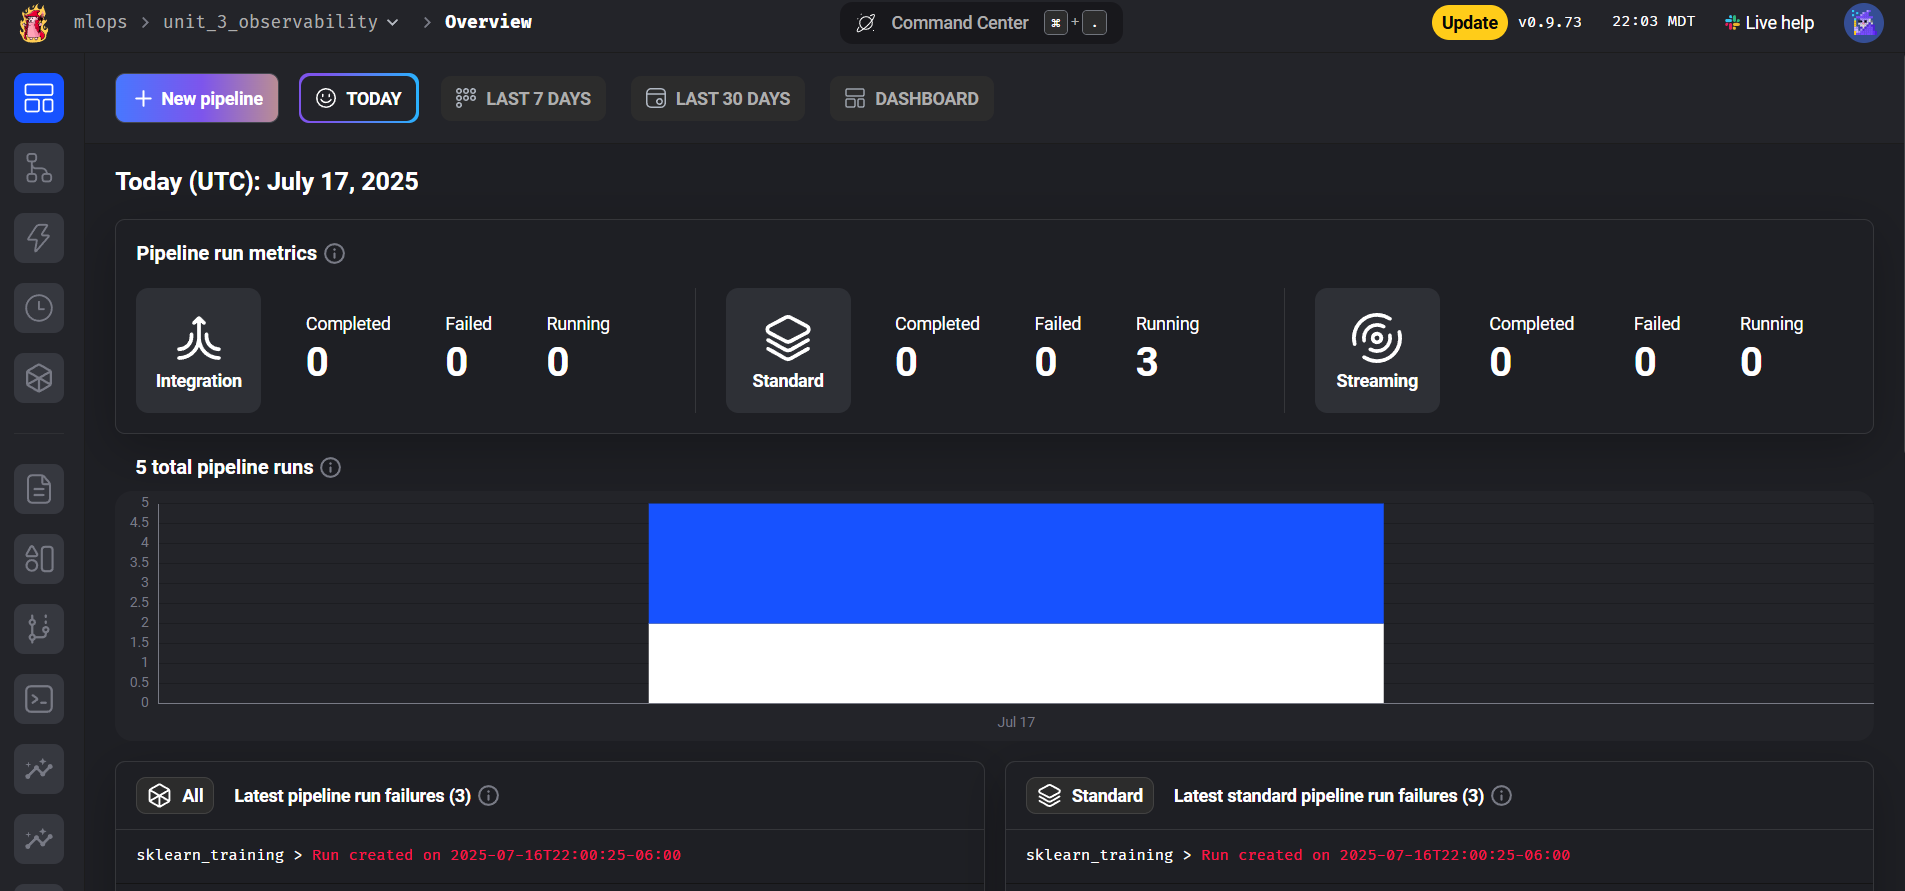 mlops > unit_3_observability > Overview
Command Center ⌘ + .
Update v0.9.73 22:03 MDT Live help
+ New pipeline TODAY LAST 7 DAYS LAST 30 DAYS DASHBOARD
Today (UTC): July 17, 2025
Pipeline run metrics
Integration
Completed Failed Running
0 0 0
Standard
Completed Failed Running
0 0 3
Streaming
Completed Failed Running
0 0 0
5 total pipeline runs
5
4.5
4
3.5
3
2.5
2
1.5
1
0.5
0
Jul 17
All Latest pipeline run failures (3)
sklearn_training > Run created on 2025-07-16T22:00:25-06:00
Standard Latest standard pipeline run failures (3)
sklearn_training > Run created on 2025-07-16T22:00:25-06:00